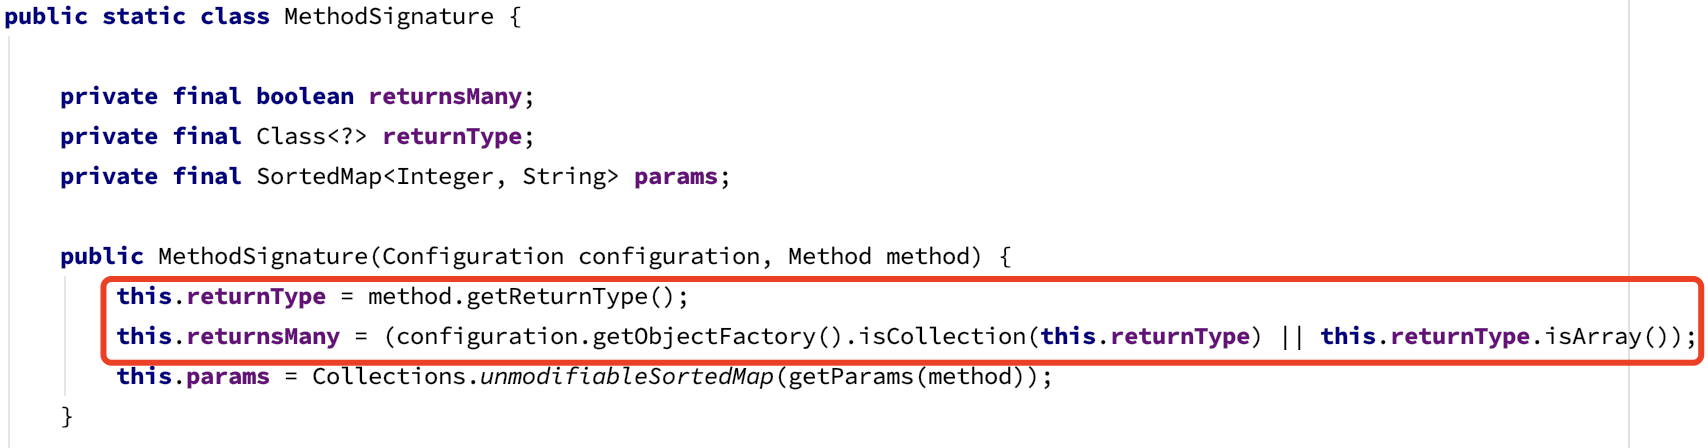 public static class MethodSignature {
private final boolean returnsMany;
private final Class<?> returnType;
private final SortedMap<Integer, String> params;
public MethodSignature(Configuration configuration, Method method) {
this.returnType = method.getReturnType();
this.returnsMany = (configuration.getObjectFactory().isCollection(this.returnType) || this.returnType.isArray());
this.params = Collections.unmodifiableSortedMap(getParams(method));
}